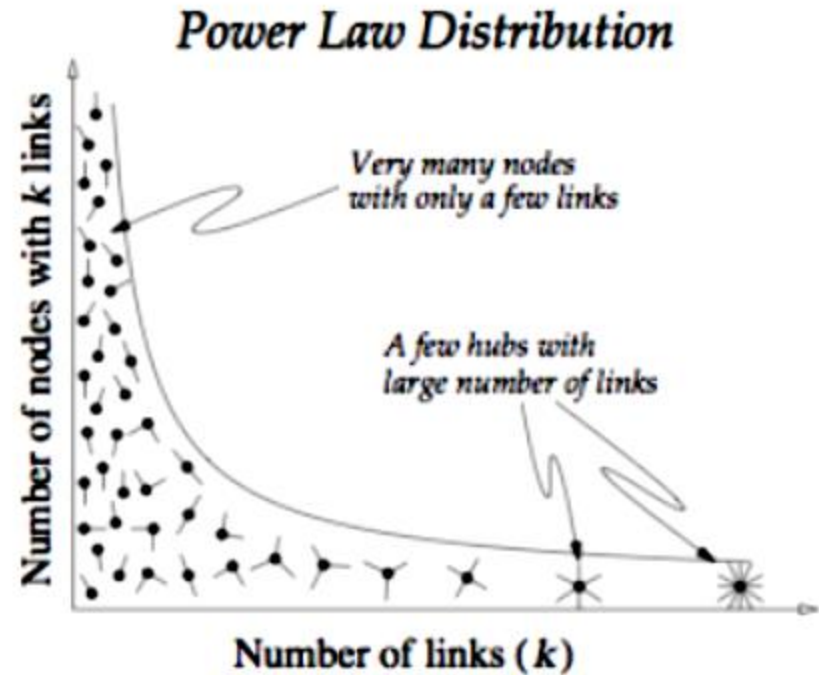 Power Law Distribution
Number of nodes with k links
Very many nodes
with only a few links
A few hubs with
large number of links
Number of links (k)